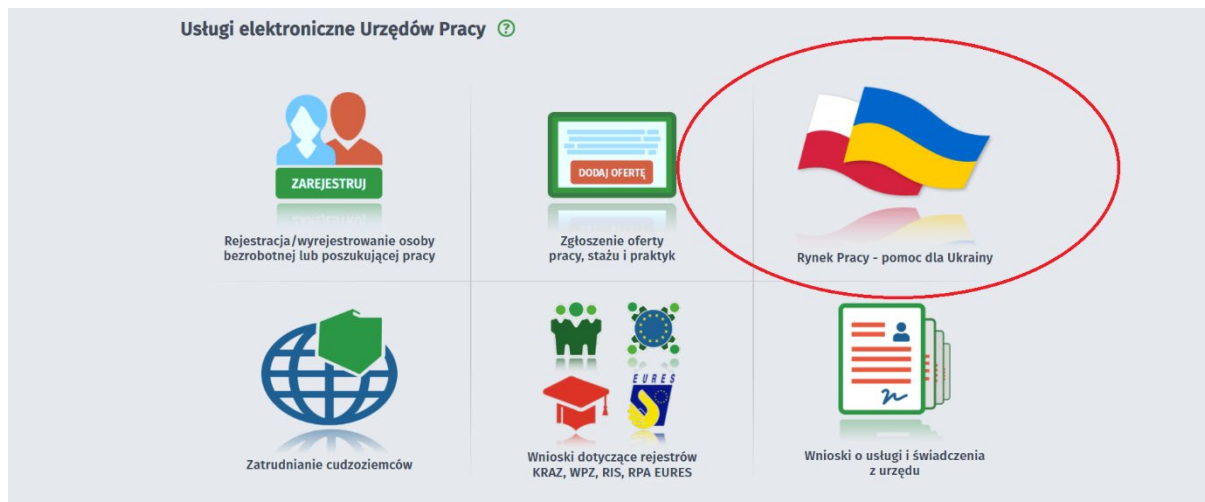 Usługi elektroniczne Urzędów Pracy ?
ZAREJESTRUJ
Rejestracja/wyrejestrowanie osoby
bezrobotnej lub poszukującej pracy
DODAJ OFERTĘ
Zgłoszenie oferty
pracy, stażu i praktyk
Rynek Pracy - pomoc dla Ukrainy
Zatrudnianie cudzoziemców
EURES
Wnioski dotyczące rejestrów
KRAZ, WPZ, RIS, RPA EURES
Wnioski o usługi i świadczenia
z urzędu